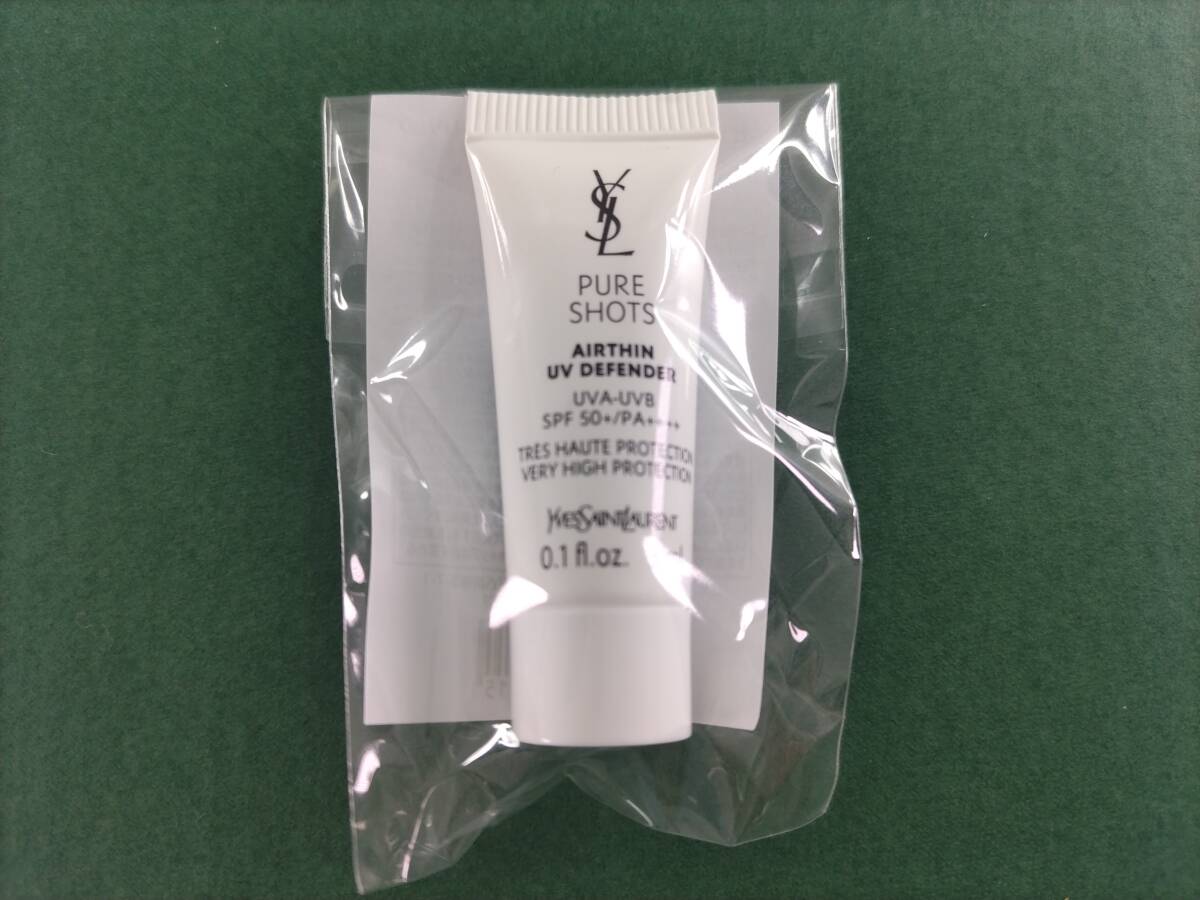 YSL
PURE
SHOTS
AIRTHIN
UV DEFENDER
UVA-UVB
SPF 50+/PA++++
TRÈS HAUTE PROTECTION
VERY HIGH PROTECTION
YVESSAINTLAURENT
0.1 fl.oz.